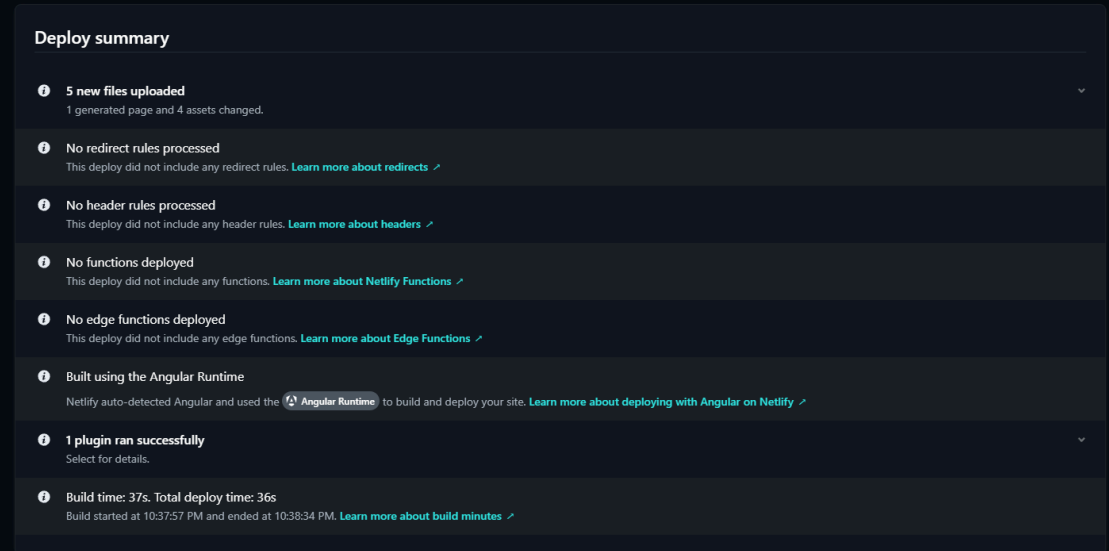 Deploy summary
5 new files uploaded
1 generated page and 4 assets changed.
No redirect rules processed
This deploy did not include any redirect rules. Learn more about redirects ↗
No header rules processed
This deploy did not include any header rules. Learn more about headers ↗
No functions deployed
This deploy did not include any functions. Learn more about Netlify Functions ↗
No edge functions deployed
This deploy did not include any edge functions. Learn more about Edge Functions ↗
Built using the Angular Runtime
Netlify auto-detected Angular and used the Angular Runtime to build and deploy your site. Learn more about deploying with Angular on Netlify ↗
1 plugin ran successfully
Select for details.
Build time: 37s. Total deploy time: 36s
Build started at 10:37:57 PM and ended at 10:38:34 PM. Learn more about build minutes ↗